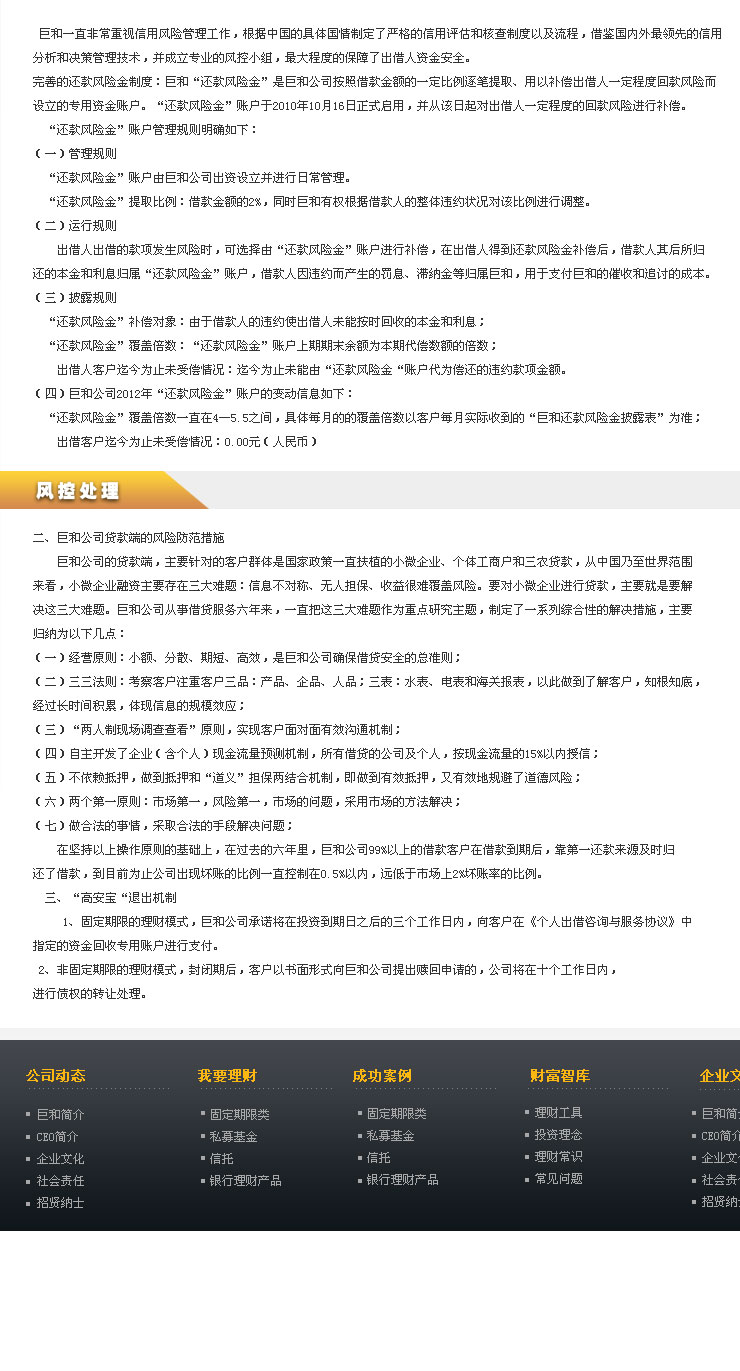 巨和一直非常重视信用风险管理工作，根据中国的具体国情制定了严格的信用评估和核查制度以及流程，借鉴国内外最领先的信用
分析和决策管理技术，并成立专业的风控小组，最大程度的保障了出借人资金安全。
完善的还款风险金制度：巨和“还款风险金”是巨和公司按照借款金额的一定比例逐笔提取、用以补偿出借人一定程度回款风险而
设立的专用资金账户。“还款风险金”账户于2010年10月16日正式启用，并从该日起对出借人一定程度的回款风险进行补偿。
“还款风险金”账户管理规则明确如下：
（一）管理规则
“还款风险金”账户由巨和公司出资设立并进行日常管理。
“还款风险金”提取比例：借款金额的2%，同时巨和有权根据借款人的整体违约状况对该比例进行调整。
（二）运行规则
出借人出借的款项发生风险时，可选择由“还款风险金”账户进行补偿，在出借人得到还款风险金补偿后，借款人其后所归
还的本金和利息归属“还款风险金”账户，借款人因违约而产生的罚息、滞纳金等归属巨和，用于支付巨和的催收和追讨的成本。
（三）披露规则
“还款风险金”补偿对象：由于借款人的违约使出借人未能按时回收的本金和利息；
“还款风险金”覆盖倍数：“还款风险金”账户上期期末余额为本期代偿数额的倍数；
出借人客户迄今为止未受偿情况：迄今为止未能由“还款风险金“账户代为偿还的违约款项金额。
（四）巨和公司2012年“还款风险金”账户的变动信息如下：
“还款风险金”覆盖倍数一直在4—5.5之间，具体每月的的覆盖倍数以客户每月实际收到的“巨和还款风险金披露表”为准；
出借客户迄今为止未受偿情况：0.00元（人民币）
风控处理
二、巨和公司贷款端的风险防范措施
巨和公司的贷款端，主要针对的客户群体是国家政策一直扶植的小微企业、个体工商户和三农贷款，从中国乃至世界范围
来看，小微企业融资主要存在三大难题：信息不对称、无人担保、收益很难覆盖风险。要对小微企业进行贷款，主要就是要解
决这三大难题。巨和公司从事借贷服务六年来，一直把这三大难题作为重点研究主题，制定了一系列综合性的解决措施，主要
归纳为以下几点：
（一）经营原则：小额、分散、期短、高效，是巨和公司确保借贷安全的总准则；
（二）三三法则：考察客户注重客户三品：产品、企品、人品；三表：水表、电表和海关报表，以此做到了解客户，知根知底，
经过长时间积累，体现信息的规模效应；
（三）“两人制现场调查查看”原则，实现客户面对面有效沟通机制；
（四）自主开发了企业（含个人）现金流量预测机制，所有借贷的公司及个人，按现金流量的15%以内授信；
（五）不依赖抵押，做到抵押和“道义”担保两结合机制，即做到有效抵押，又有效地规避了道德风险；
（六）两个第一原则：市场第一，风险第一，市场的问题，采用市场的方法解决；
（七）做合法的事情，采取合法的手段解决问题；
在坚持以上操作原则的基础上，在过去的六年里，巨和公司99%以上的借款客户在借款到期后，靠第一还款来源及时归
还了借款，到目前为止公司出现坏账的比例一直控制在0.5%以内，远低于市场上2%坏账率的比例。
三、“高安宝“退出机制
1、固定期限的理财模式，巨和公司承诺将在投资到期日之后的三个工作日内，向客户在《个人出借咨询与服务协议》中
指定的资金回收专用账户进行支付。
2、非固定期限的理财模式，封闭期后，客户以书面形式向巨和公司提出赎回申请的，公司将在十个工作日内，
进行债权的转让处理。
公司动态 我要理财 成功案例 财富智库 企业文
巨和简介 固定期限类 固定期限类 理财工具 巨和简
CEO简介 私募基金 私募基金 投资理念 CEO简介
企业文化 信托 信托 理财常识 企业文
社会责任 银行理财产品 银行理财产品 常见问题 社会责
招贤纳士 招贤纳